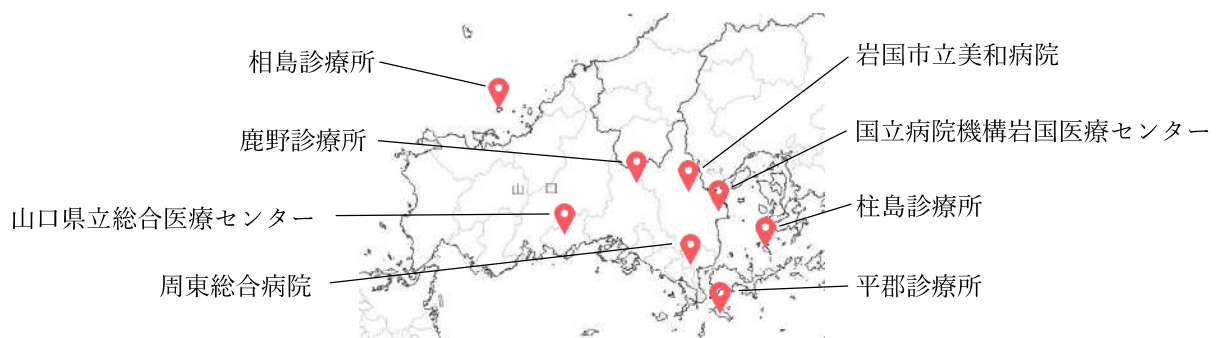 相島診療所
鹿野診療所
山口県立総合医療センター
周東総合病院
山口
岩国市立美和病院
国立病院機構岩国医療センター
柱島診療所
平郡診療所